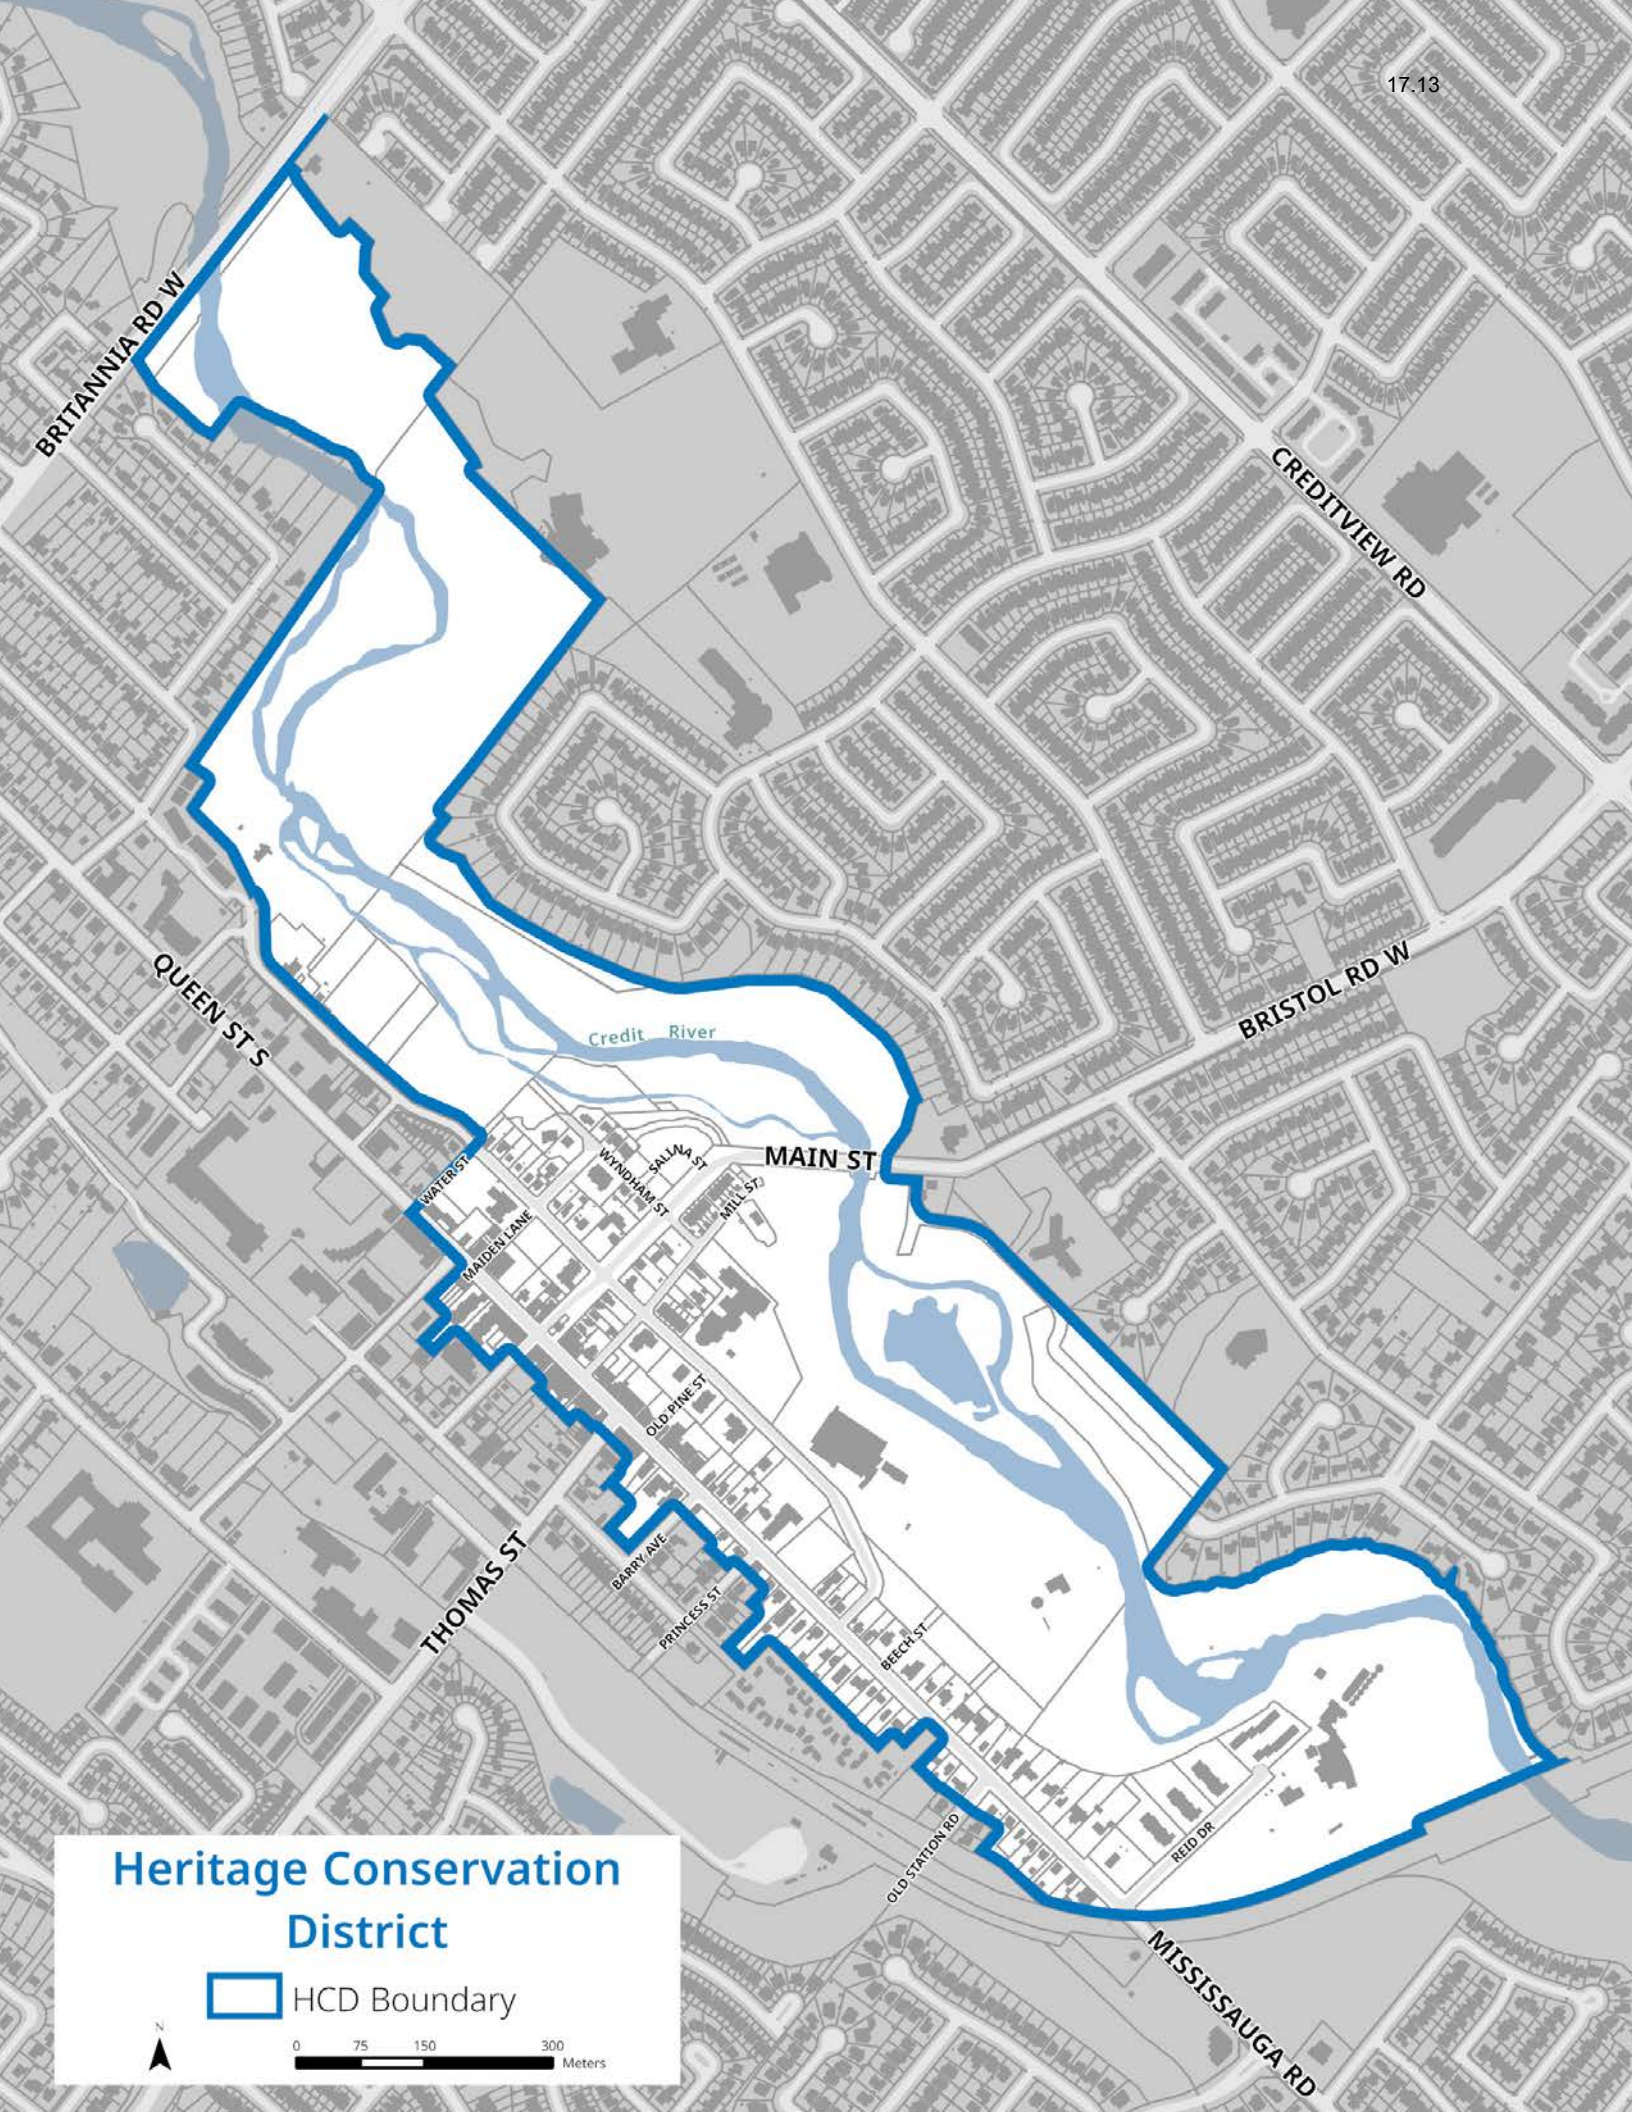 17.13
BRITANNIA RD W
CREDITVIEW RD
QUEEN ST S
BRISTOL RD W
Credit River
MAIN ST
SALINA ST
WYNDHAM ST
WATER ST
MILL ST
MAIDEN LANE
OLD PINE ST
THOMAS ST
BARRY AVE
PRINCESS ST
BEECH ST
OLD STATION RD
REID DR
MISSISSAUGA RD
Heritage Conservation
District
HCD Boundary
N
0 75 150 300
Meters